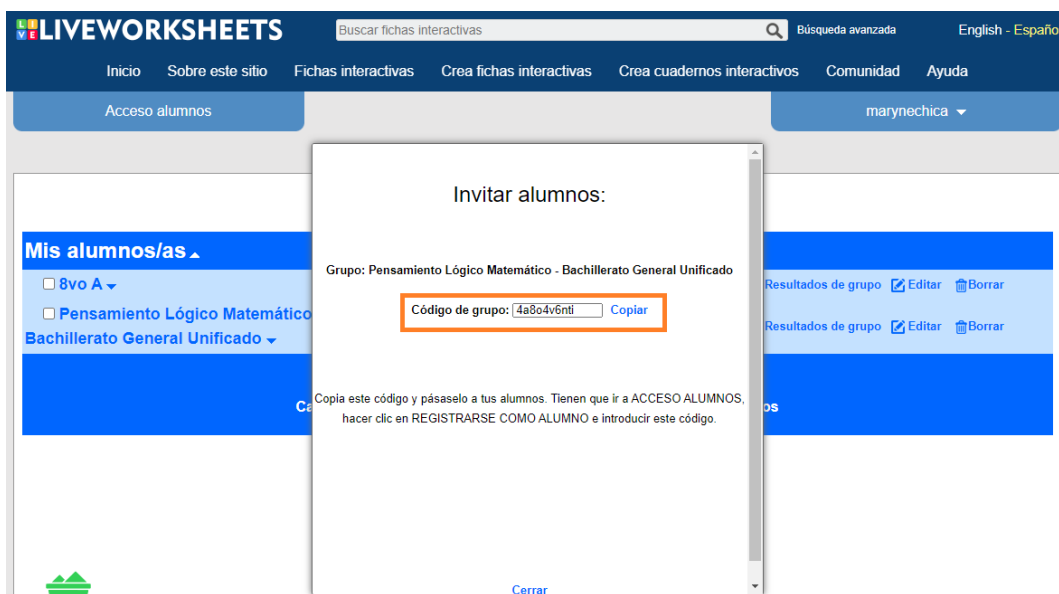 LIVE LIVEWORKSHEETS
Buscar fichas interactivas
Búsqueda avanzada
English - Españo
Inicio Sobre este sitio Fichas interactivas Crea fichas interactivas Crea cuadernos interactivos Comunidad Ayuda
Acceso alumnos
marynechica
Invitar alumnos:
Grupo: Pensamiento Lógico Matemático - Bachillerato General Unificado
Código de grupo: 4a8o4v6nti Copiar
Copia este código y pásaselo a tus alumnos. Tienen que ir a ACCESO ALUMNOS,
hacer clic en REGISTRARSE COMO ALUMNO e introducir este código.
Cerrar
Mis alumnos/as
8vo A
Resultados de grupo Editar Borrar
Pensamiento Lógico Matemático
Bachillerato General Unificado
Resultados de grupo Editar Borrar